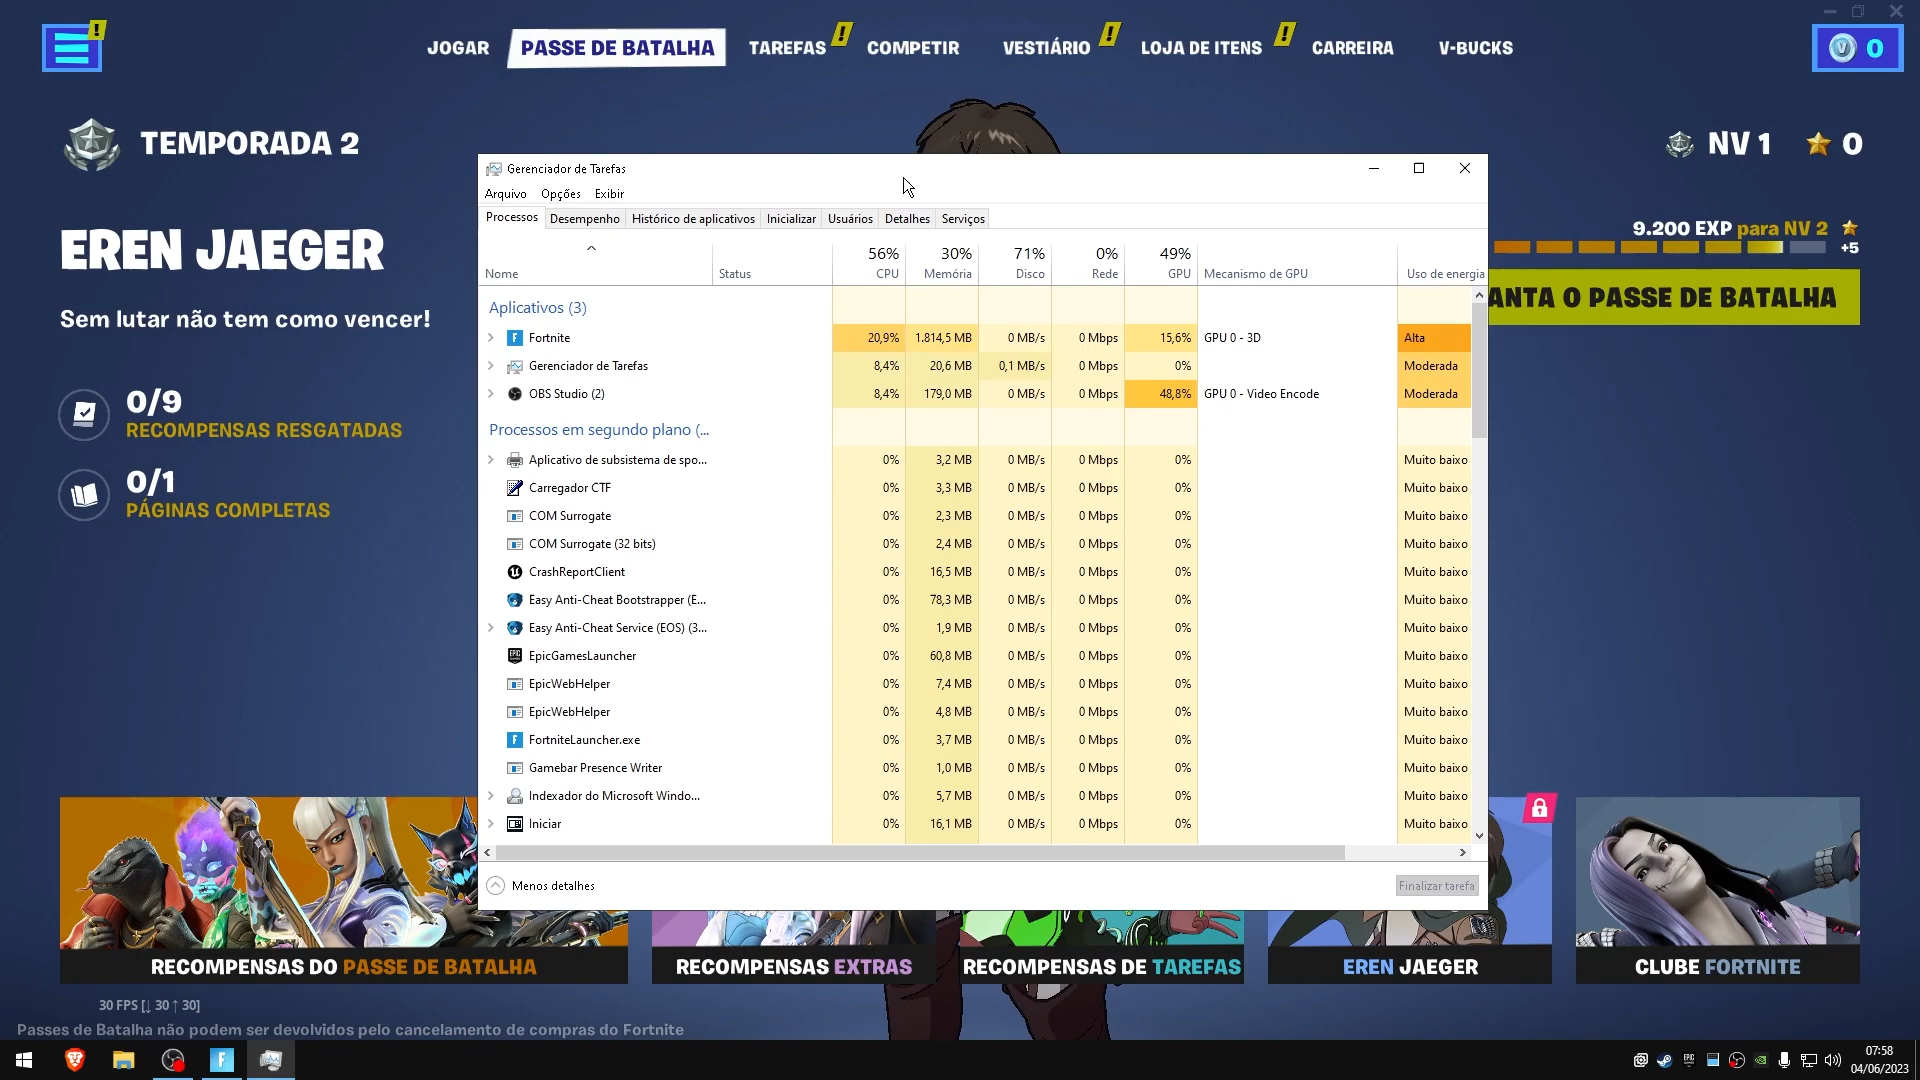 JOGAR PASSE DE BATALHA TAREFAS ! COMPETIR VESTIÁRIO ! LOJA DE ITENS ! CARREIRA V-BUCKS
!
V 0
TEMPORADA 2
NV 1 0
EREN JAEGER
Sem lutar não tem como vencer!
9.200 EXP para NV 2
+5
ANTA O PASSE DE BATALHA
0/9
RECOMPENSAS RESGATADAS
0/1
PÁGINAS COMPLETAS
Gerenciador de Tarefas
Arquivo Opções Exibir
Processos Desempenho Histórico de aplicativos Inicializar Usuários Detalhes Serviços
56% 30% 71% 0% 49%
Nome Status CPU Memória Disco Rede GPU Mecanismo de GPU Uso de energia
Aplicativos (3)
Fortnite 20,9% 1.814,5 MB 0 MB/s 0 Mbps 15,6% GPU 0 - 3D Alta
Gerenciador de Tarefas 8,4% 20,6 MB 0,1 MB/s 0 Mbps 0% Moderada
OBS Studio (2) 8,4% 179,0 MB 0 MB/s 0 Mbps 48,8% GPU 0 - Video Encode Moderada
Processos em segundo plano (...
Aplicativo de subsistema de spo... 0% 3,2 MB 0 MB/s 0 Mbps 0% Muito baixo
Carregador CTF 0% 3,3 MB 0 MB/s 0 Mbps 0% Muito baixo
COM Surrogate 0% 2,3 MB 0 MB/s 0 Mbps 0% Muito baixo
COM Surrogate (32 bits) 0% 2,4 MB 0 MB/s 0 Mbps 0% Muito baixo
CrashReportClient 0% 16,5 MB 0 MB/s 0 Mbps 0% Muito baixo
Easy Anti-Cheat Bootstrapper (E... 0% 78,3 MB 0 MB/s 0 Mbps 0% Muito baixo
Easy Anti-Cheat Service (EOS) (3... 0% 1,9 MB 0 MB/s 0 Mbps 0% Muito baixo
EpicGamesLauncher 0% 60,8 MB 0 MB/s 0 Mbps 0% Muito baixo
EpicWebHelper 0% 7,4 MB 0 MB/s 0 Mbps 0% Muito baixo
EpicWebHelper 0% 4,8 MB 0 MB/s 0 Mbps 0% Muito baixo
FortniteLauncher.exe 0% 3,7 MB 0 MB/s 0 Mbps 0% Muito baixo
Gamebar Presence Writer 0% 1,0 MB 0 MB/s 0 Mbps 0% Muito baixo
Indexador do Microsoft Windo... 0% 5,7 MB 0 MB/s 0 Mbps 0% Muito baixo
Iniciar 0% 16,1 MB 0 MB/s 0 Mbps 0% Muito baixo
Menos detalhes Finalizar tarefa
RECOMPENSAS DO PASSE DE BATALHA
RECOMPENSAS EXTRAS
RECOMPENSAS DE TAREFAS
EREN JAEGER
CLUBE FORTNITE
30 FPS [↓ 30 ↑ 30]
Passes de Batalha não podem ser devolvidos pelo cancelamento de compras do Fortnite
07:58
04/06/2023